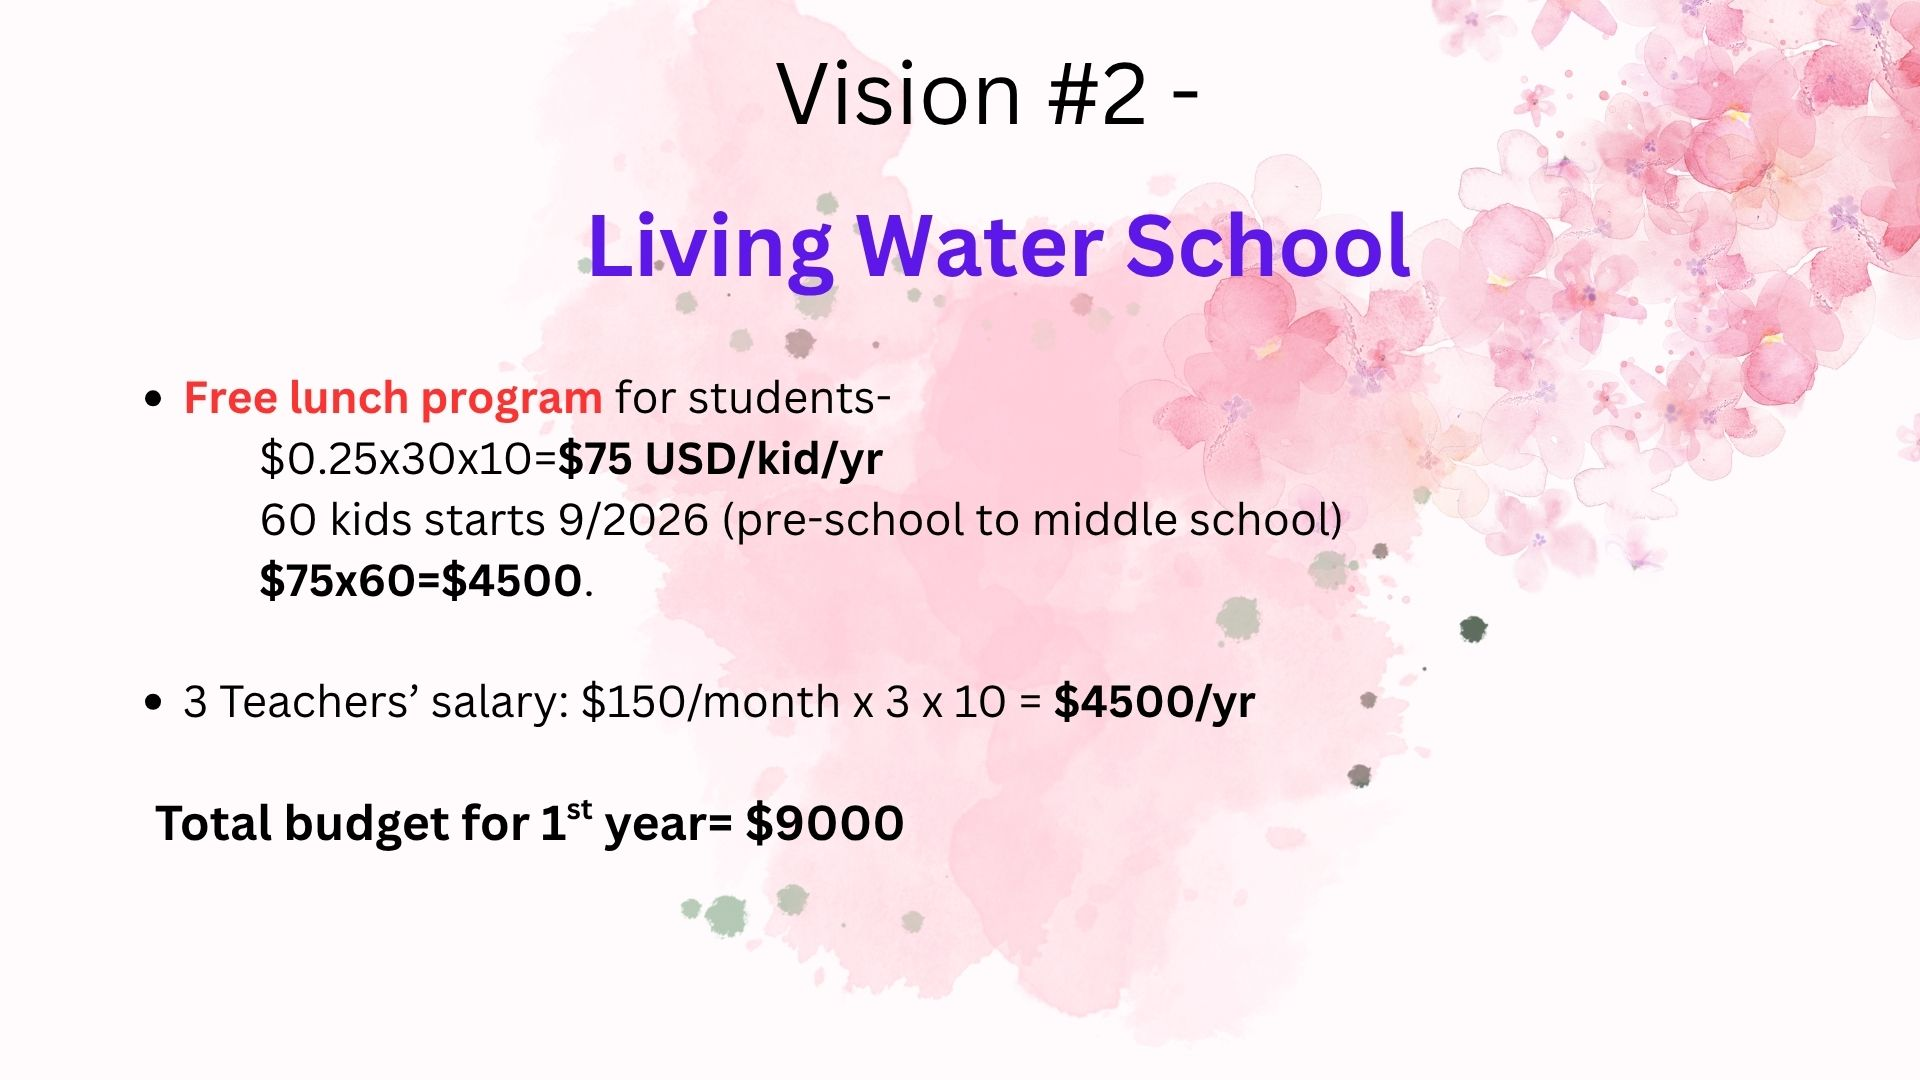 Vision #2 -
Living Water School
• Free lunch program for students-
$0.25x30x10=$75 USD/kid/yr
60 kids starts 9/2026 (pre-school to middle school)
$75x60=$4500.
• 3 Teachers’ salary: $150/month x 3 x 10 = $4500/yr
Total budget for 1st year= $9000